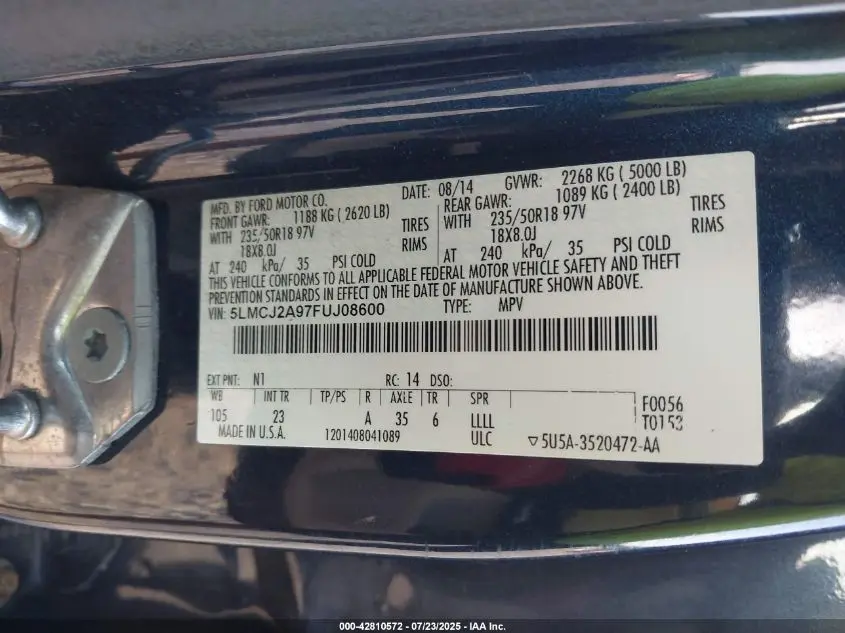 MFD. BY FORD MOTOR CO. DATE: 08/14 GVWR: 2268 KG ( 5000 LB)
FRONT GAWR: 1188 KG ( 2620 LB) REAR GAWR: 1089 KG ( 2400 LB)
WITH 235/50R18 97V TIRES WITH 235/50R18 97V TIRES
18X8.0J RIMS 18X8.0J RIMS
AT 240 kPa/ 35 PSI COLD AT 240 kPa/ 35 PSI COLD
THIS VEHICLE CONFORMS TO ALL APPLICABLE FEDERAL MOTOR VEHICLE SAFETY AND THEFT
PREVENTION STANDARDS IN EFFECT ON THE DATE OF MANUFACTURE SHOWN ABOVE.
VIN: 5LMCJ2A97FUJ08600 TYPE: MPV
EXT PNT: N1 RC: 14 DSO:
WB INT TR TP/PS R AXLE TR SPR F0056
105 23 A 35 6 LLLL T0153
MADE IN U.S.A. 1201408041089 ULC ▽5U5A-3520472-AA
000-42810572 / 07/23/2025 - IAA Inc.